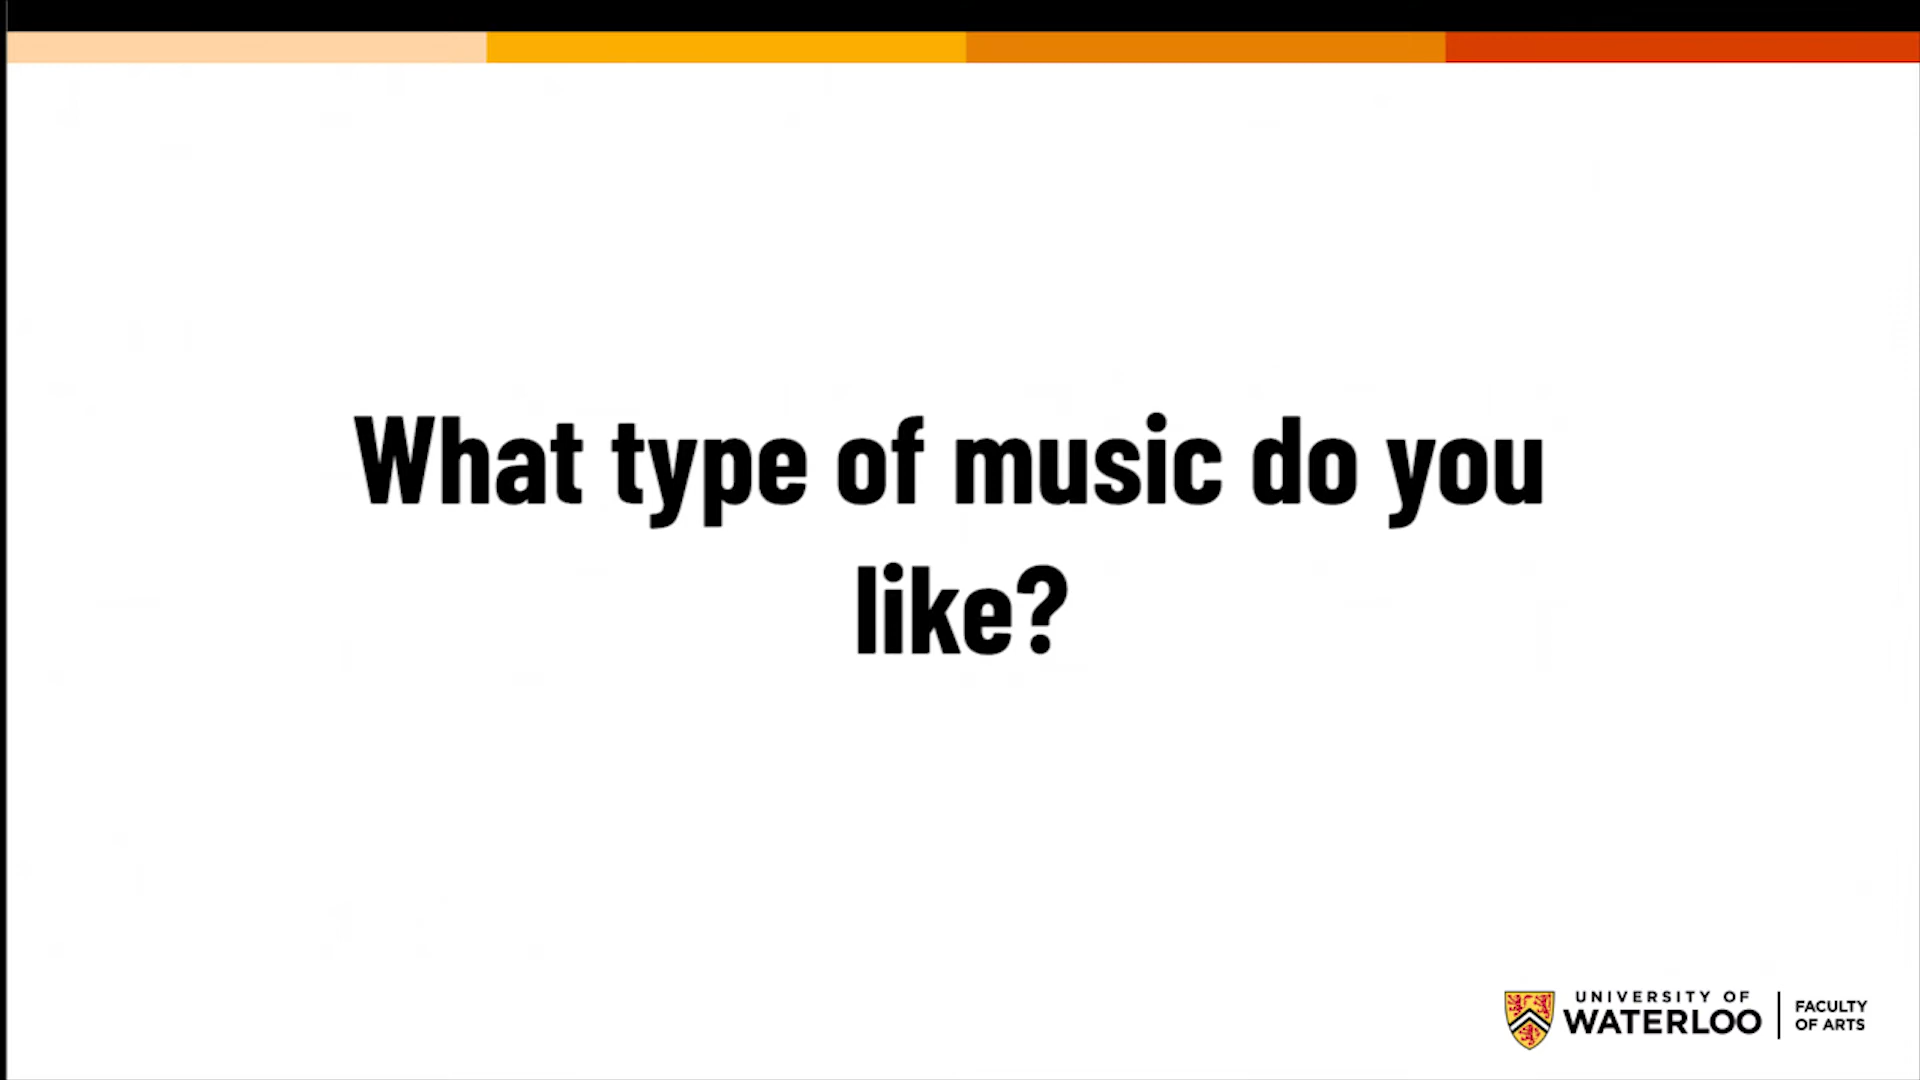 What type of music do you
like?
UNIVERSITY OF
WATERLOO
FACULTY
OF ARTS